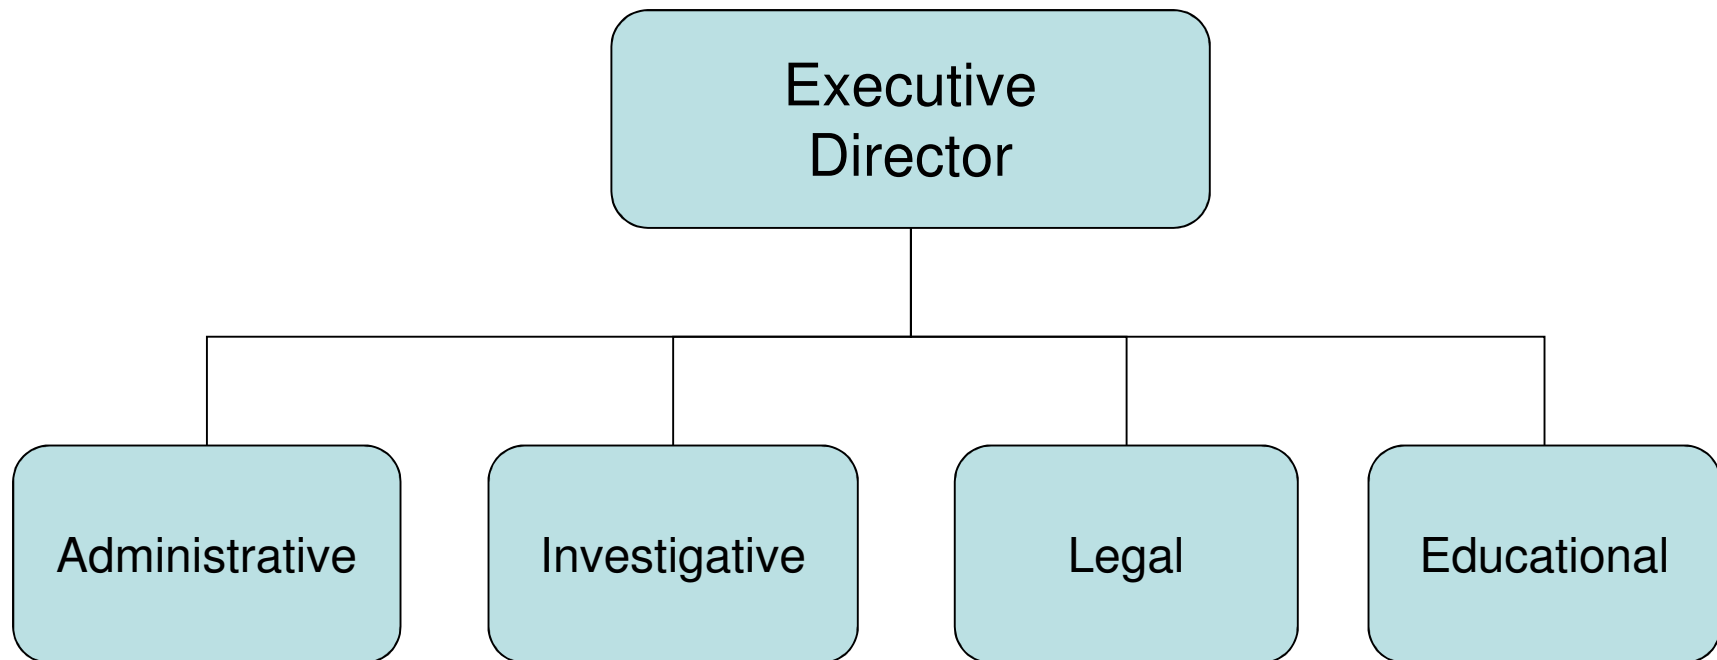 Executive
Director
Administrative
Investigative
Legal
Educational